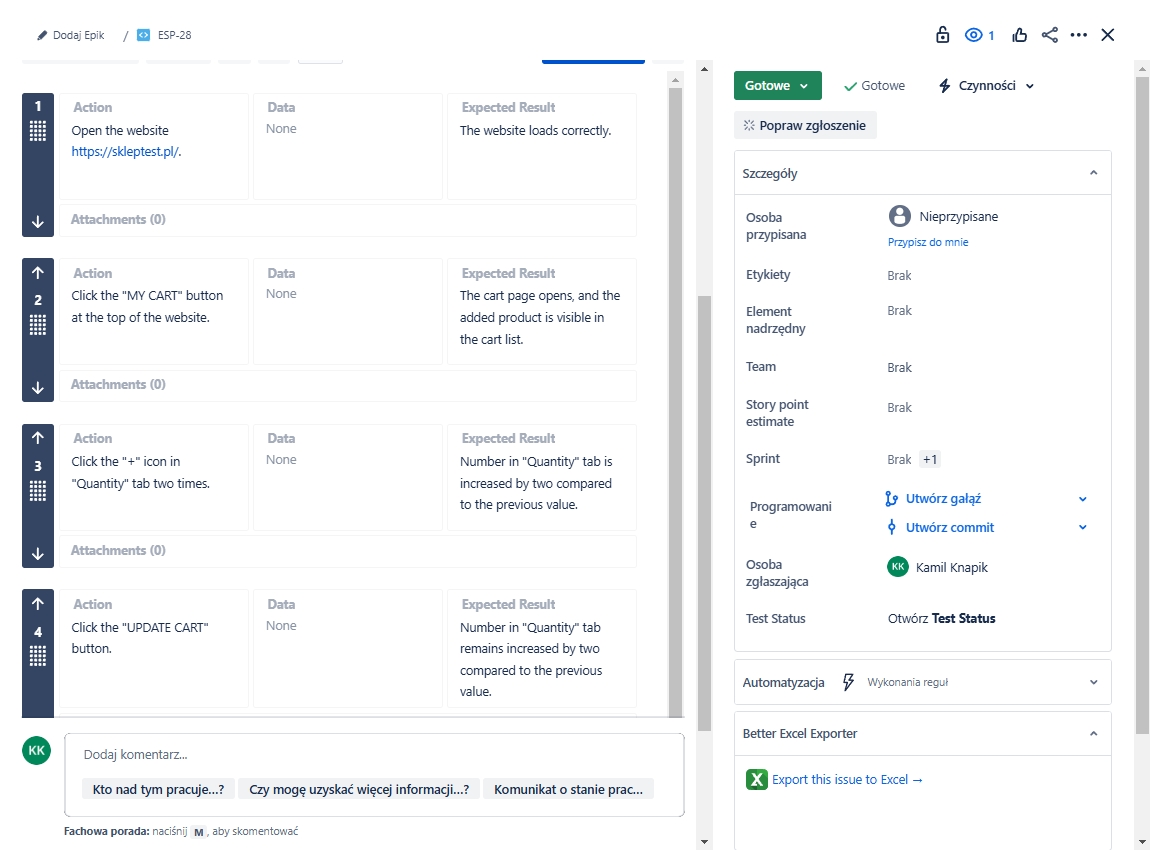 Dodaj Epik / ESP-28
1
1
Action
Open the website
https://skleptest.pl/.
Data
None
Expected Result
The website loads correctly.
Attachments (0)
2
Action
Click the "MY CART" button
at the top of the website.
Data
None
Expected Result
The cart page opens, and the
added product is visible in
the cart list.
Attachments (0)
3
Action
Click the "+" icon in
"Quantity" tab two times.
Data
None
Expected Result
Number in "Quantity" tab is
increased by two compared
to the previous value.
Attachments (0)
4
Action
Click the "UPDATE CART"
button.
Data
None
Expected Result
Number in "Quantity" tab
remains increased by two
compared to the previous
value.
KK
Dodaj komentarz...
Kto nad tym pracuje...? Czy mogę uzyskać więcej informacji...? Komunikat o stanie prac...
Fachowa porada: naciśnij M, aby skomentować
Gotowe Gotowe Czynności
Popraw zgłoszenie
Szczegóły
Osoba
przypisana
Nieprzypisane
Przypisz do mnie
Etykiety
Brak
Element
nadrzędny
Brak
Team
Brak
Story point
estimate
Brak
Sprint
Brak +1
Programowani
e
Utwórz gałąź
Utwórz commit
Osoba
zgłaszająca
KK Kamil Knapik
Test Status
Otwórz Test Status
Automatyzacja Wykonania reguł
Better Excel Exporter
X Export this issue to Excel →